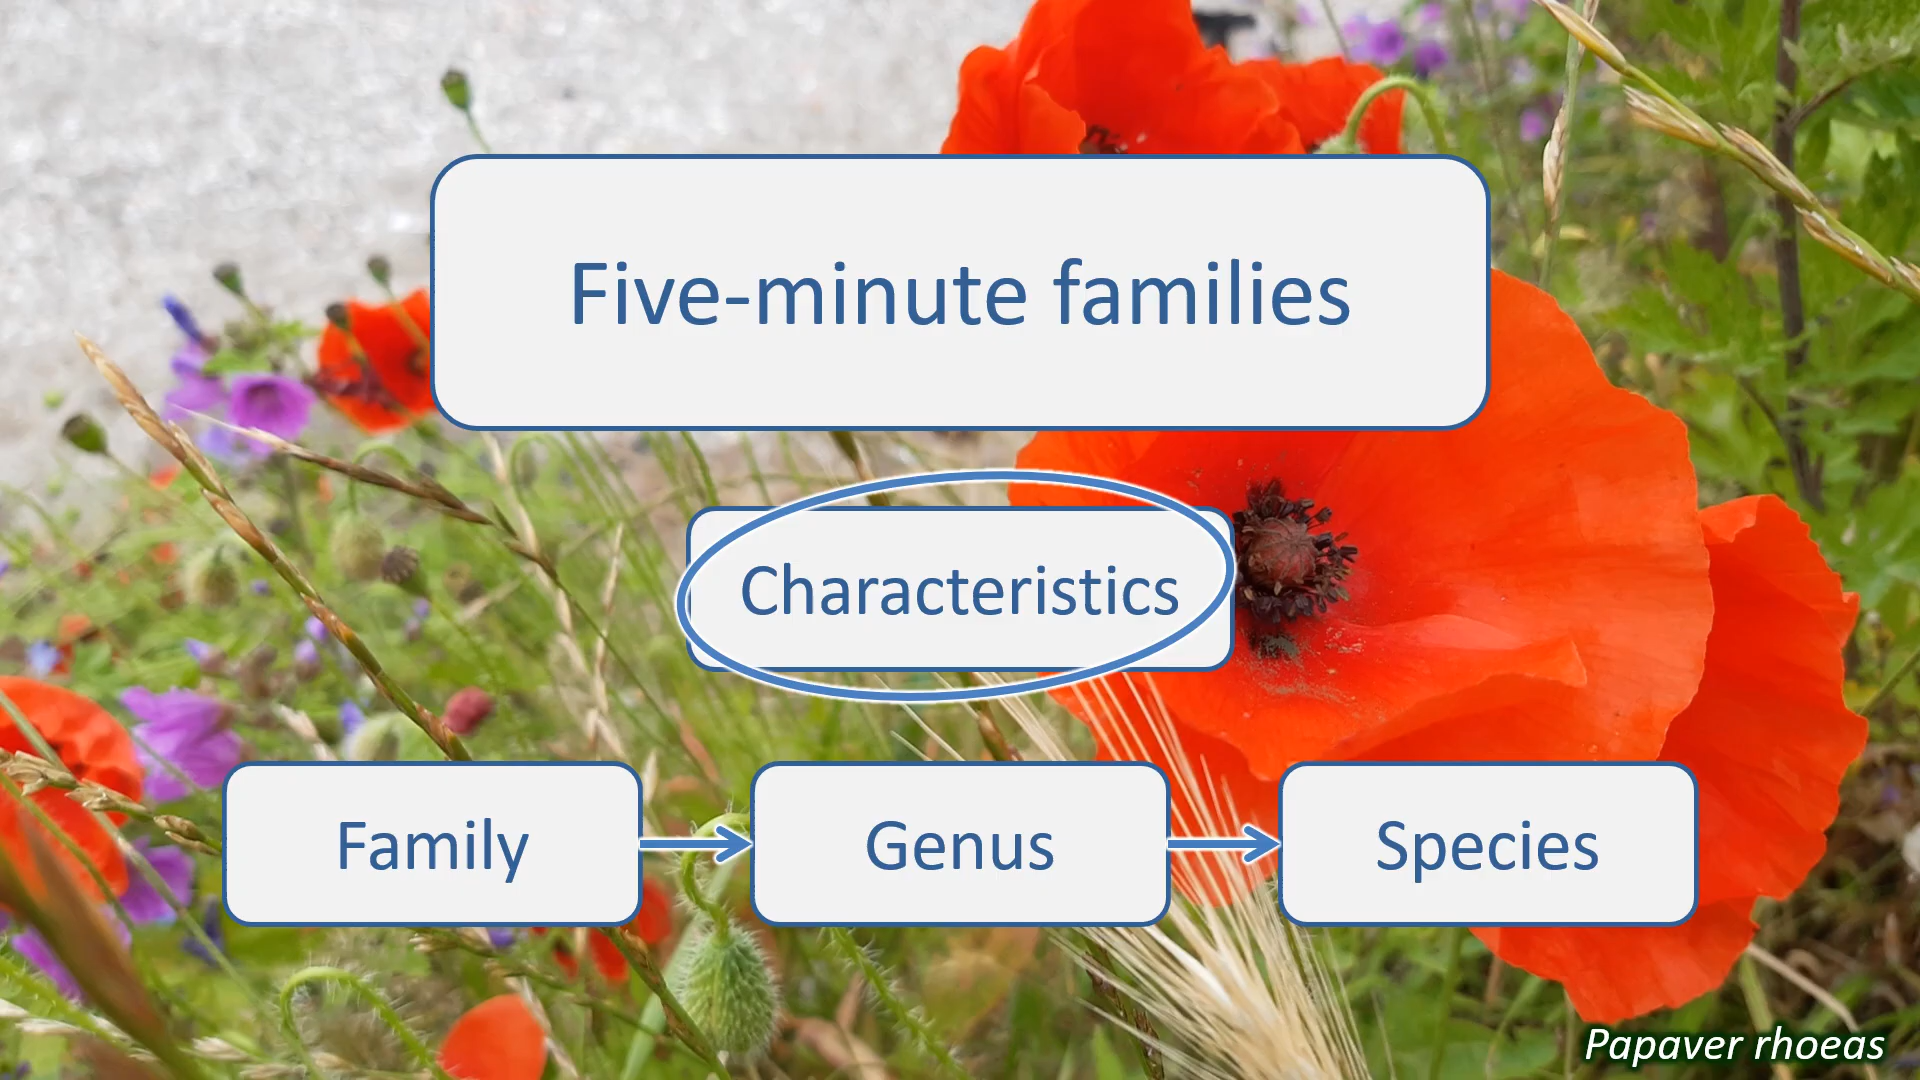 Five-minute families
Characteristics
Family
Genus
Species
Papaver rhoeas